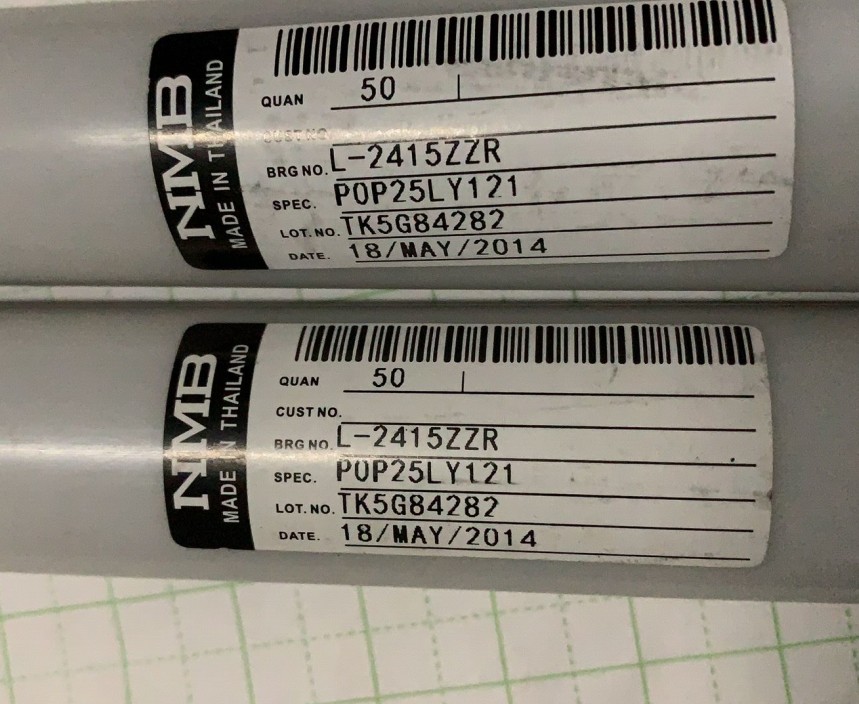 NMB
MADE IN THAILAND
QUAN 50
CUST NO.
BRG NO. L-2415ZZR
SPEC. P0P25LY121
LOT. NO. TK5G84282
DATE. 18/MAY/2014
NMB
MADE IN THAILAND
QUAN 50
CUST NO.
BRG NO. L-2415ZZR
SPEC. P0P25LY121
LOT. NO. TK5G84282
DATE. 18/MAY/2014